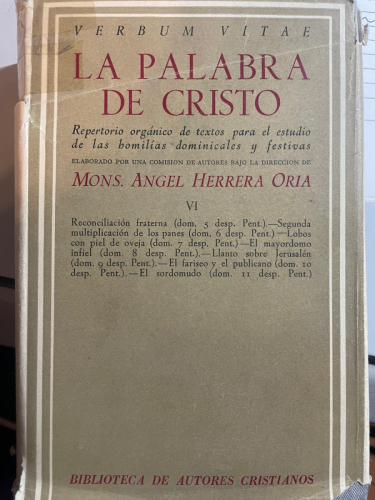 VERBUM VITAE
LA PALABRA
DE CRISTO
Repertorio orgánico de textos para el estudio
de las homilías dominicales y festivas
ELABORADO POR UNA COMISION DE AUTORES BAJO LA DIRECCION DE
MONS. ANGEL HERRERA ORIA
VI
Reconciliación fraterna (dom. 5 desp. Pent.).—Segunda
multiplicación de los panes (dom. 6 desp. Pent.)—Lobos
con piel de oveja (dom. 7 desp. Pent.)—El mayordomo
infiel (dom. 8 desp. Pent.).—Llanto sobre Jerusalén
(dom. 9 desp. Pent.).—El fariseo y el publicano (dom. 10
desp. Pent.).—El sordomudo (dom. 11 desp. Pent.)
BIBLIOTECA DE AUTORES CRISTIANOS